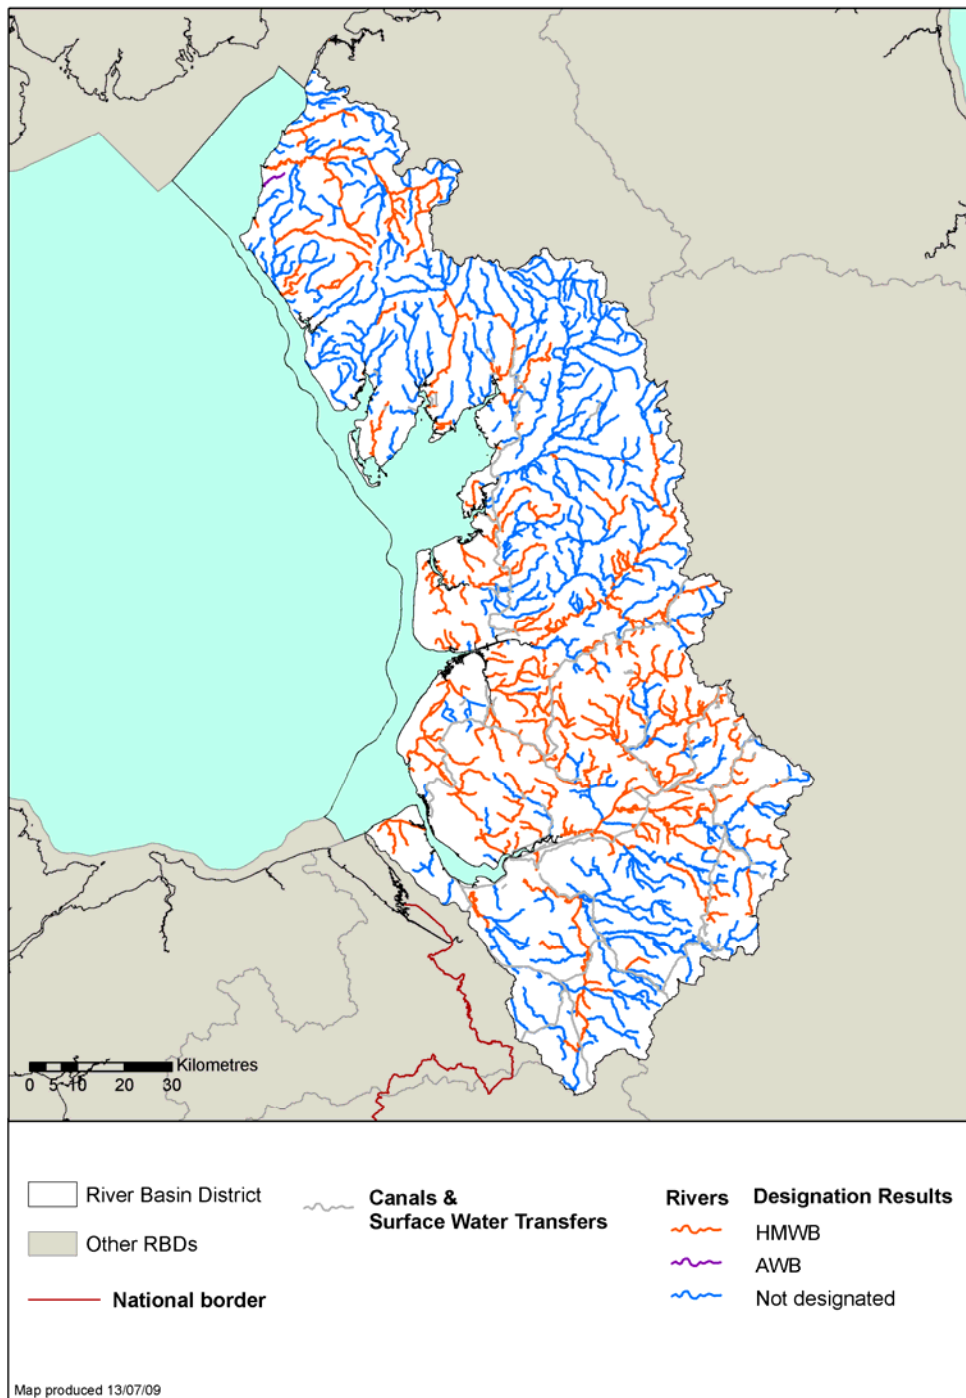 Kilometres
0 5 10 20 30
River Basin District
Other RBDs
National border
Canals &
Surface Water Transfers
Rivers Designation Results
HMWB
AWB
Not designated
Map produced 13/07/09